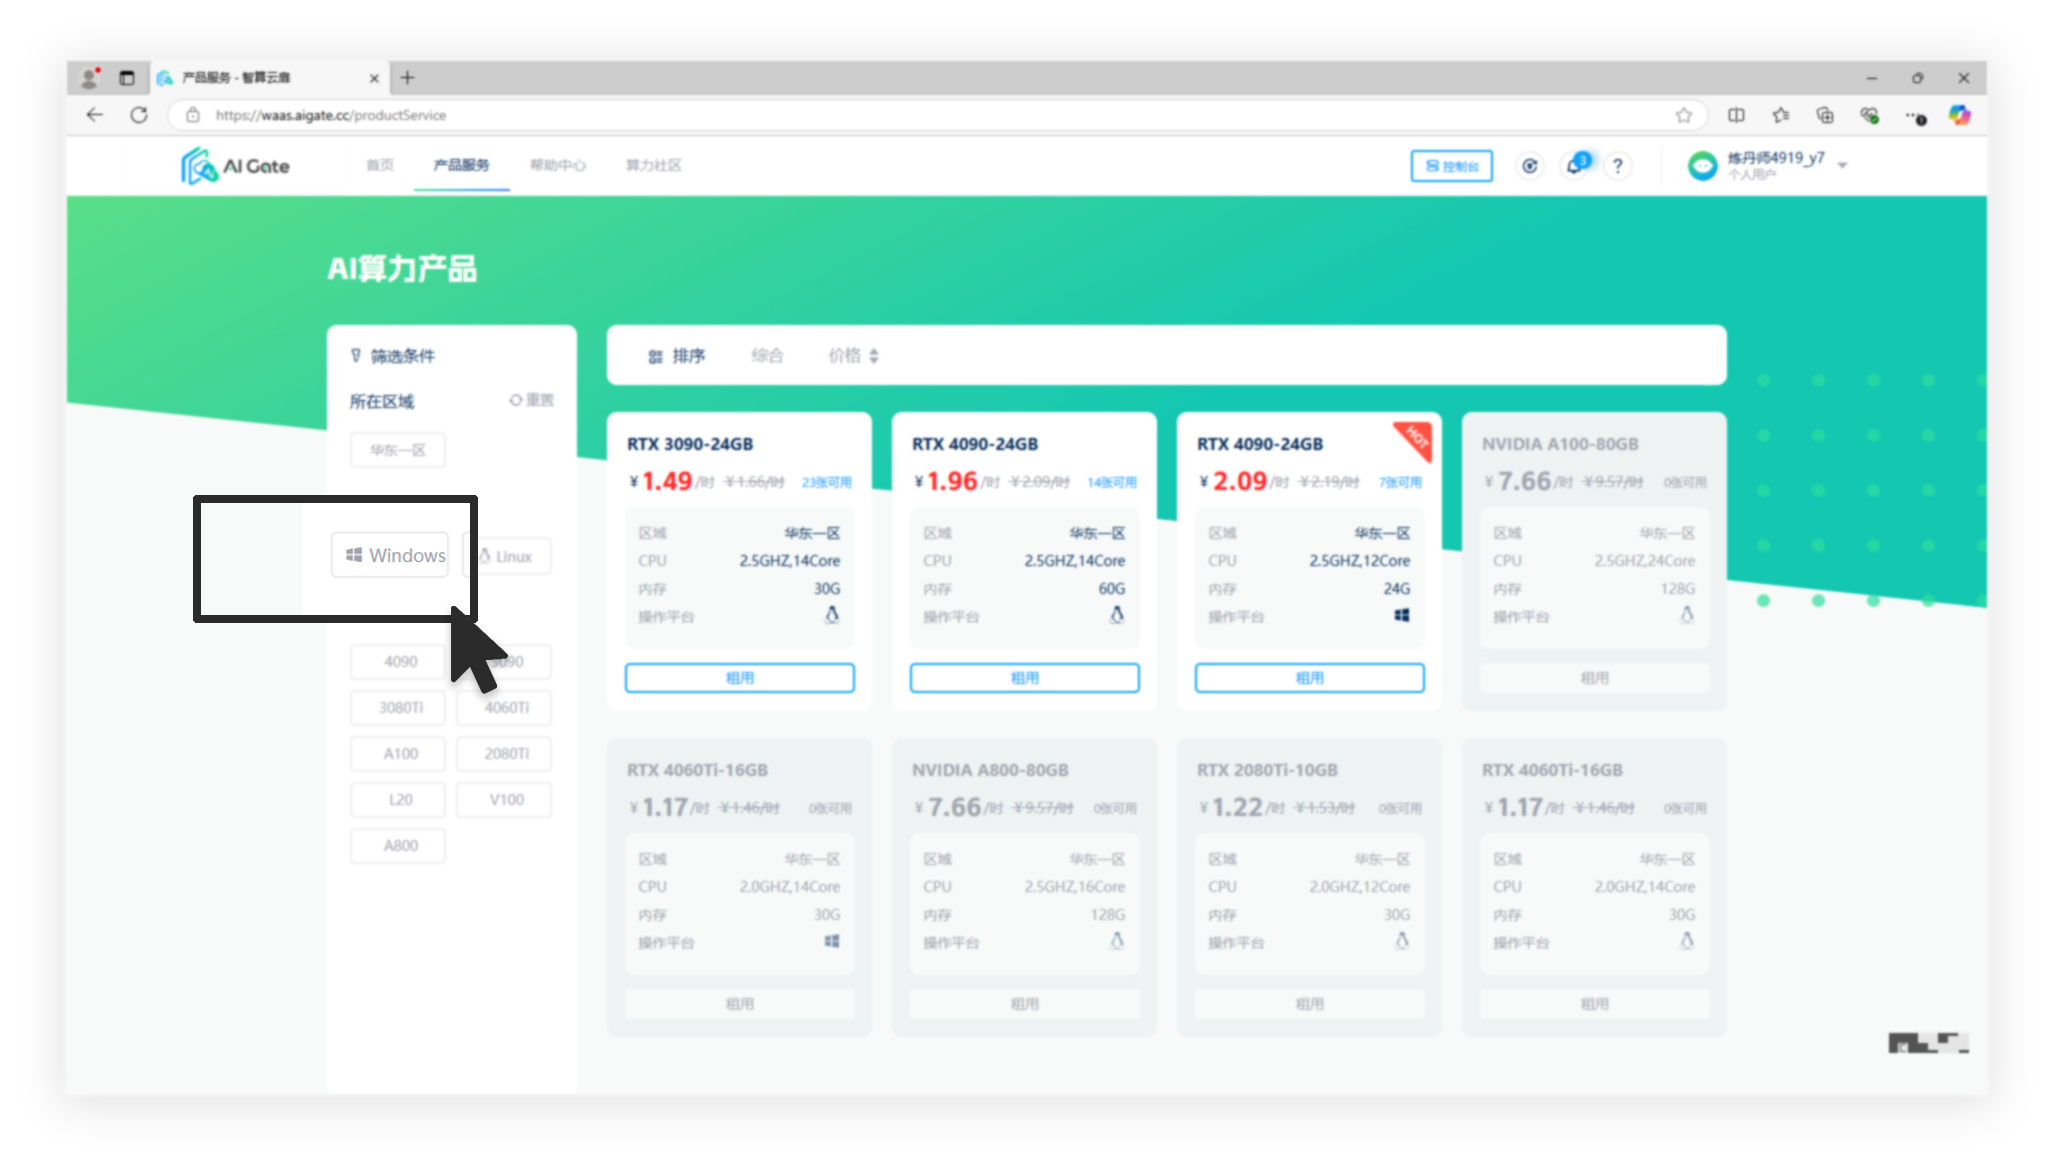 产品服务 - 智算云扉
https://waas.aigate.cc/productService
AI Gate
首页
产品服务
帮助中心
算力社区
控制台
3
?
炼丹师4919_y7
个人用户
AI算力产品
筛选条件
所在区域
重置
华东一区
Windows
Linux
4090
3090
3080Ti
4060Ti
A100
2080Ti
L20
V100
A800
排序
综合
价格
RTX 3090-24GB
¥ 1.49 /时 ¥1.66/时 23张可用
区域 华东一区
CPU 2.5GHZ,14Core
内存 30G
操作平台
租用
RTX 4090-24GB
¥ 1.96 /时 ¥2.09/时 14张可用
区域 华东一区
CPU 2.5GHZ,14Core
内存 60G
操作平台
租用
RTX 4090-24GB
HOT
¥ 2.09 /时 ¥2.19/时 7张可用
区域 华东一区
CPU 2.5GHZ,12Core
内存 24G
操作平台
租用
NVIDIA A100-80GB
¥ 7.66 /时 ¥9.57/时 0张可用
区域 华东一区
CPU 2.5GHZ,24Core
内存 128G
操作平台
租用
RTX 4060Ti-16GB
¥ 1.17 /时 ¥1.46/时 0张可用
区域 华东一区
CPU 2.0GHZ,14Core
内存 30G
操作平台
租用
NVIDIA A800-80GB
¥ 7.66 /时 ¥9.57/时 0张可用
区域 华东一区
CPU 2.5GHZ,16Core
内存 128G
操作平台
租用
RTX 2080Ti-10GB
¥ 1.22 /时 ¥1.53/时 0张可用
区域 华东一区
CPU 2.0GHZ,12Core
内存 30G
操作平台
租用
RTX 4060Ti-16GB
¥ 1.17 /时 ¥1.46/时 0张可用
区域 华东一区
CPU 2.0GHZ,14Core
内存 30G
操作平台
租用